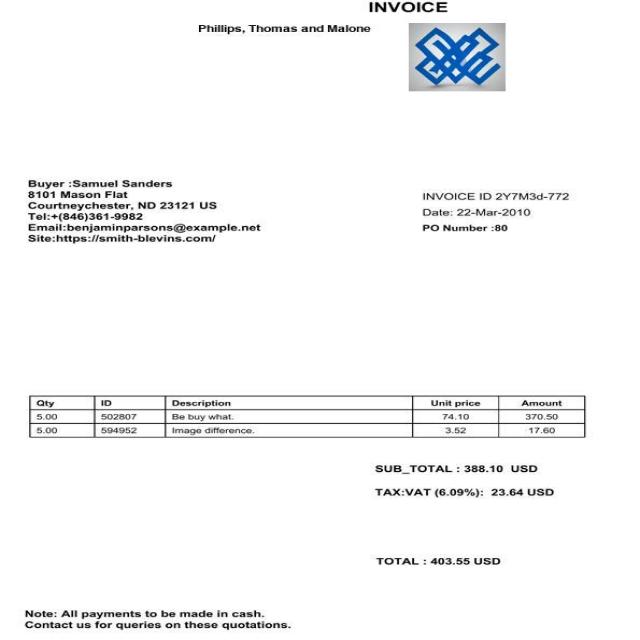 INVOICE
Phillips, Thomas and Malone
Buyer :Samuel Sanders
8101 Mason Flat
Courtneychester, ND 23121 US
Tel:+(846)361-9982
Email:benjaminparsons@example.net
Site:https://smith-blevins.com/
INVOICE ID 2Y7M3d-772
Date: 22-Mar-2010
PO Number :80
Qty ID Description Unit price Amount
5.00 502807 Be buy what. 74.10 370.50
5.00 594952 Image difference. 3.52 17.60
SUB_TOTAL : 388.10 USD
TAX:VAT (6.09%): 23.64 USD
TOTAL : 403.55 USD
Note: All payments to be made in cash.
Contact us for queries on these quotations.